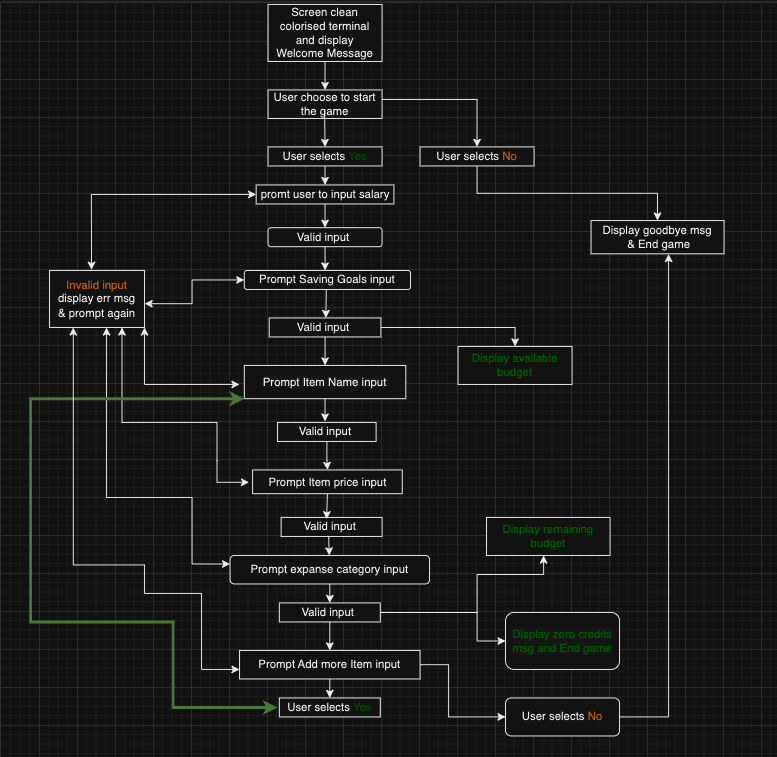 Screen clean
colorised terminal
and display
Welcome Message
User choose to start
the game
User selects Yes
User selects No
promt user to input salary
Valid input
Display goodbye msg
& End game
Invalid input
display err msg
& prompt again
Prompt Saving Goals input
Valid input
Display available
budget
Prompt Item Name input
Valid input
Prompt Item price input
Valid input
Display remaining
budget
Prompt expanse category input
Valid input
Display zero credits
msg and End game
Prompt Add more Item input
User selects Yes
User selects No